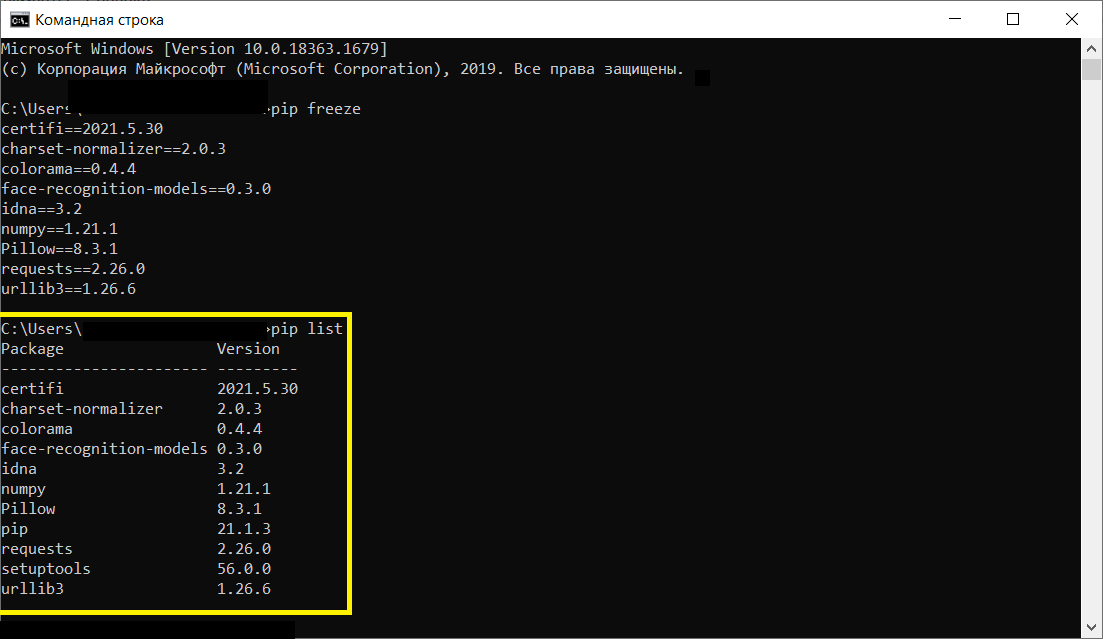 Командная строка
Microsoft Windows [Version 10.0.18363.1679]
(c) Корпорация Майкрософт (Microsoft Corporation), 2019. Все права защищены.
C:\Users\ >pip freeze
certifi==2021.5.30
charset-normalizer==2.0.3
colorama==0.4.4
face-recognition-models==0.3.0
idna==3.2
numpy==1.21.1
Pillow==8.3.1
requests==2.26.0
urllib3==1.26.6
C:\Users\ >pip list
Package Version
----------------------- ---------
certifi 2021.5.30
charset-normalizer 2.0.3
colorama 0.4.4
face-recognition-models 0.3.0
idna 3.2
numpy 1.21.1
Pillow 8.3.1
pip 21.1.3
requests 2.26.0
setuptools 56.0.0
urllib3 1.26.6